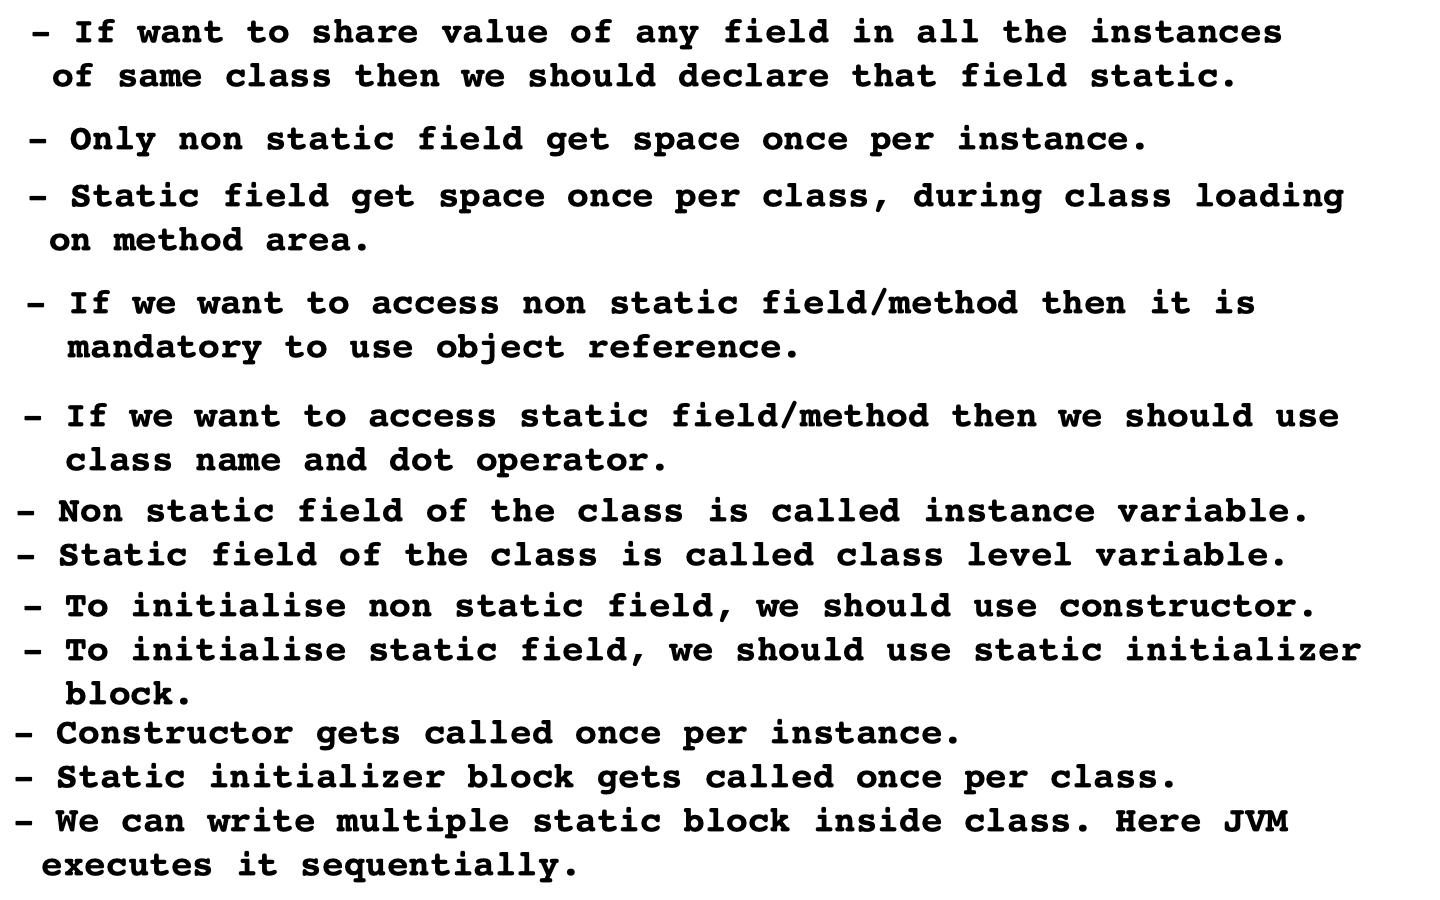 - If want to share value of any field in all the instances
of same class then we should declare that field static.
- Only non static field get space once per instance.
- Static field get space once per class, during class loading
on method area.
- If we want to access non static field/method then it is
mandatory to use object reference.
- If we want to access static field/method then we should use
class name and dot operator.
- Non static field of the class is called instance variable.
- Static field of the class is called class level variable.
- To initialise non static field, we should use constructor.
- To initialise static field, we should use static initializer
block.
- Constructor gets called once per instance.
- Static initializer block gets called once per class.
- We can write multiple static block inside class. Here JVM
executes it sequentially.